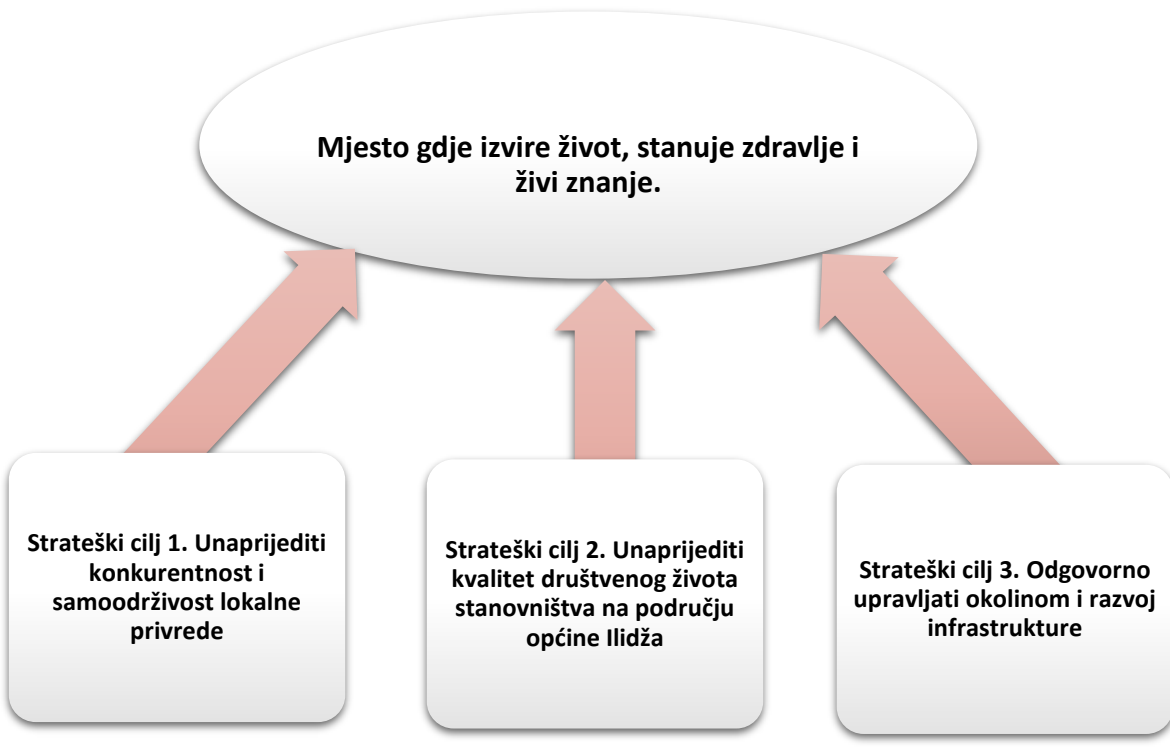 Mjesto gdje izvire život, stanuje zdravlje i
živi znanje.
Strateški cilj 1. Unaprijediti
konkurentnost i
samoodrživost lokalne
privrede
Strateški cilj 2. Unaprijediti
kvalitet društvenog života
stanovništva na području
općine Ilidža
Strateški cilj 3. Odgovorno
upravljati okolinom i razvoj
infrastrukture